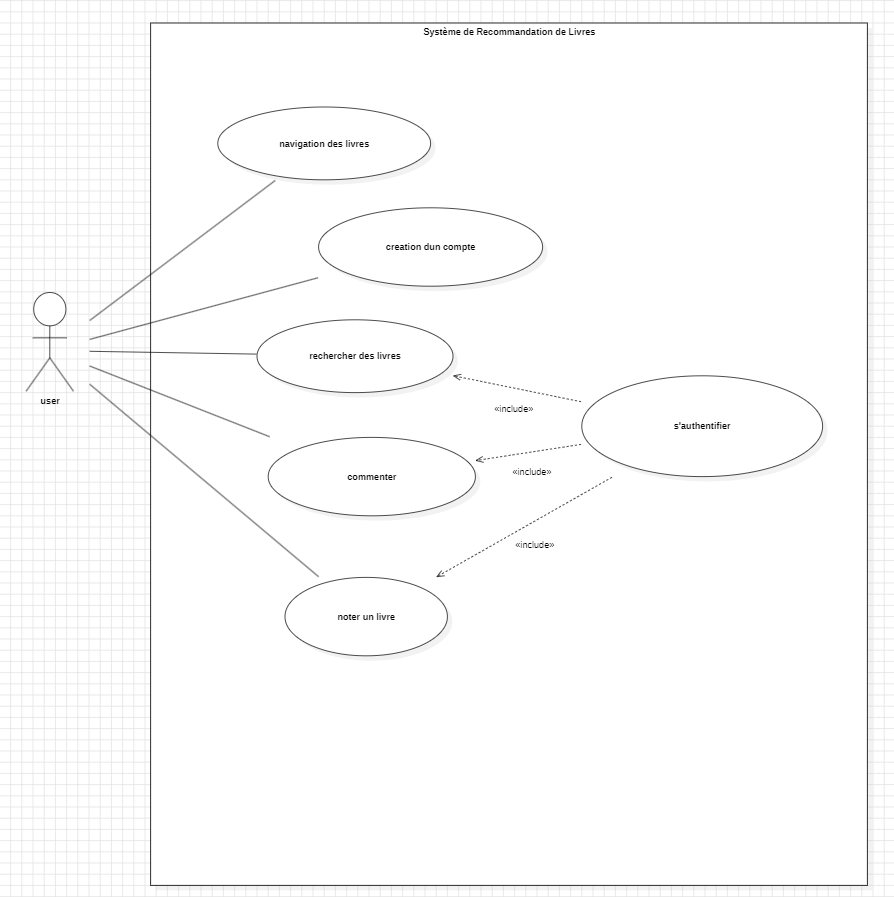 Système de Recommandation de Livres
navigation des livres
creation dun compte
rechercher des livres
user
«include»
s'authentifier
«include»
commenter
«include»
noter un livre